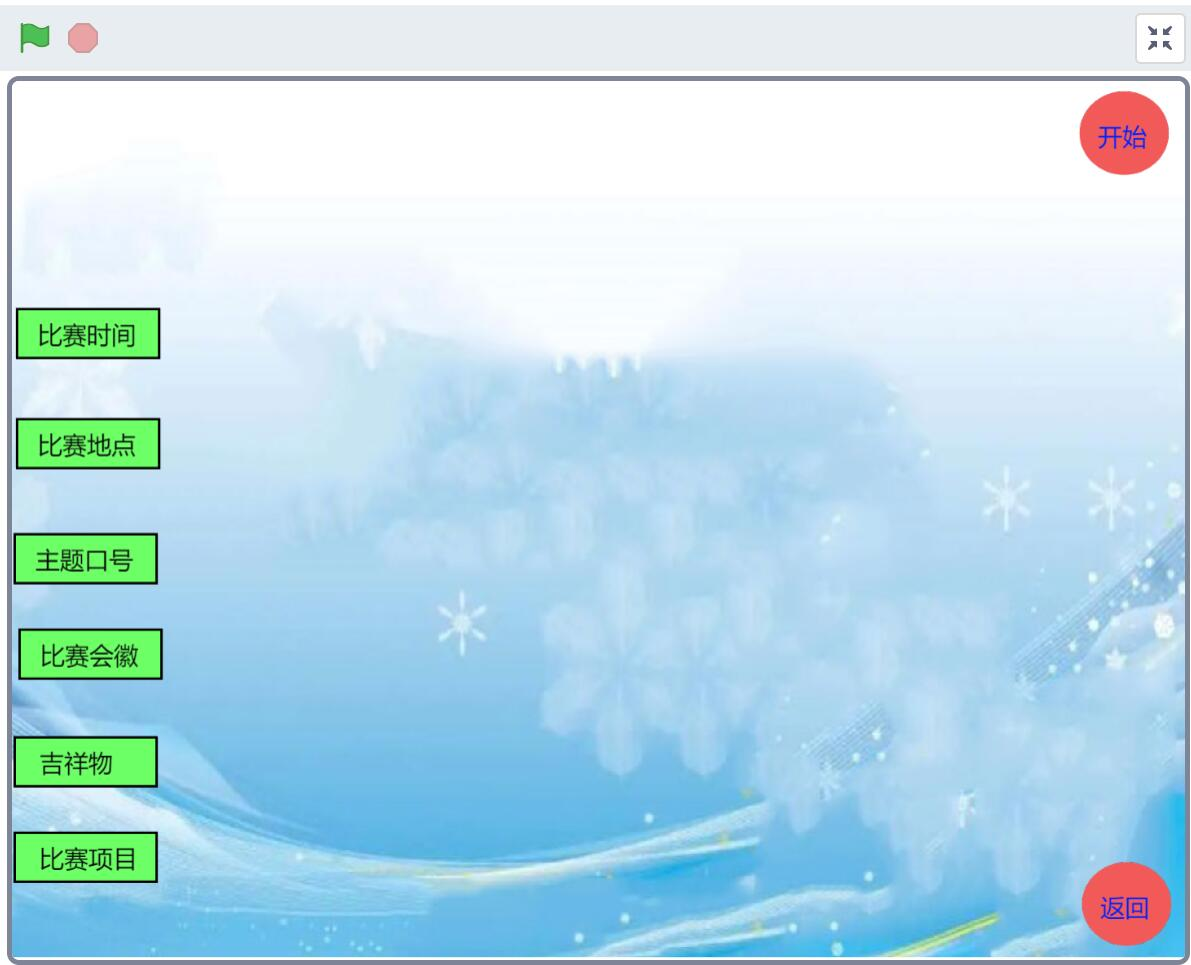 开始
比赛时间
比赛地点
主题口号
比赛会徽
吉祥物
比赛项目
返回